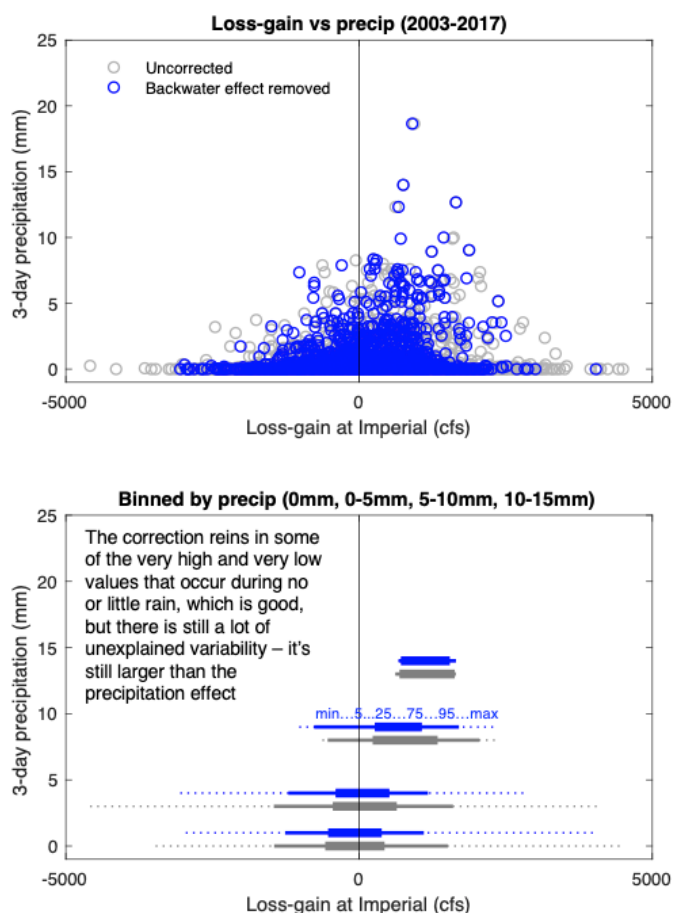 Loss-gain vs precip (2003-2017)
25
20
15
10
5
0
3-day precipitation (mm)
Uncorrected
Backwater effect removed
-5000
0
5000
Loss-gain at Imperial (cfs)
Binned by precip (0mm, 0-5mm, 5-10mm, 10-15mm)
25
20
15
10
5
0
3-day precipitation (mm)
The correction reins in some
of the very high and very low
values that occur during no
or little rain, which is good,
but there is still a lot of
unexplained variability – it's
still larger than the
precipitation effect
min...5...25...75...95...max
-5000
0
5000
Loss-gain at Imperial (cfs)